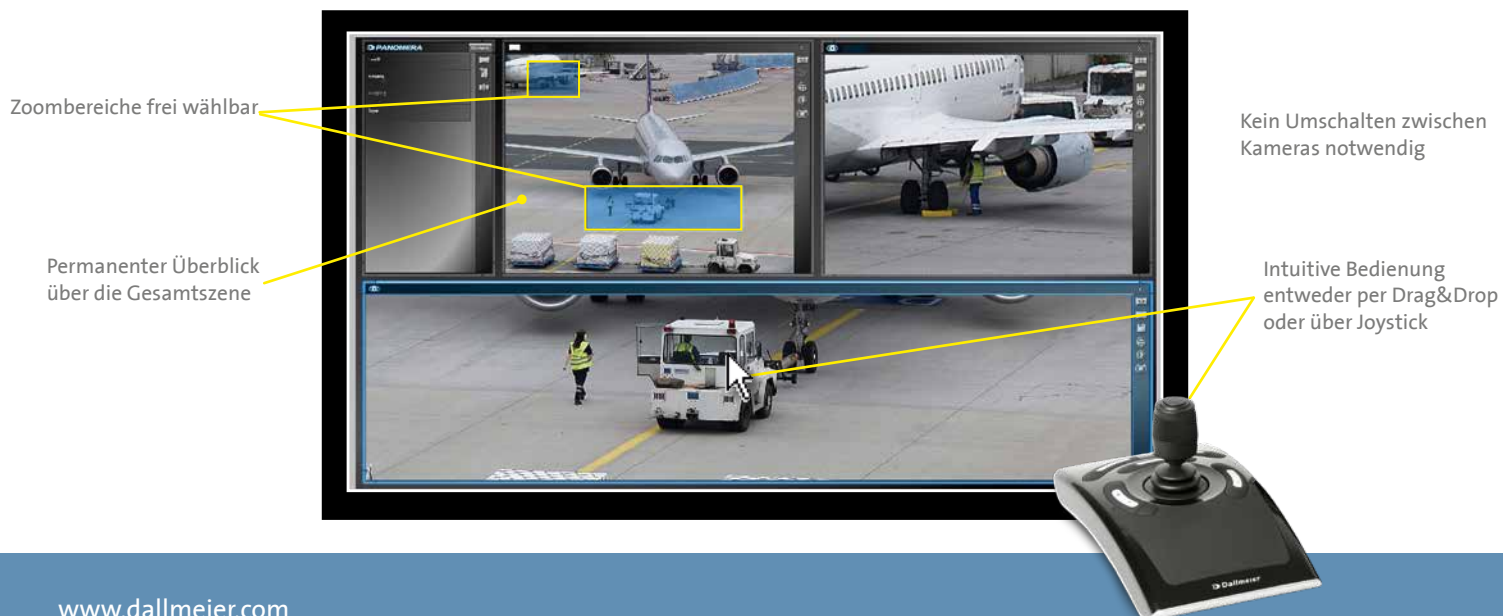 PANOMERA
Zoombereiche frei wählbar
Kein Umschalten zwischen
Kameras notwendig
Permanenter Überblick
über die Gesamtszene
Intuitive Bedienung
entweder per Drag&Drop
oder über Joystick
Dallmeier
www.dallmeier.com